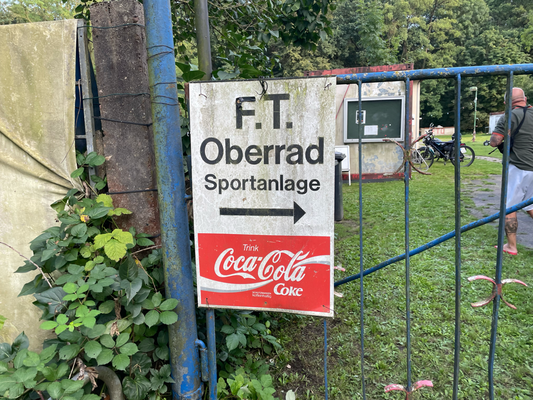 F.T.
Oberrad
Sportanlage
Trink
Coca-Cola
Coke